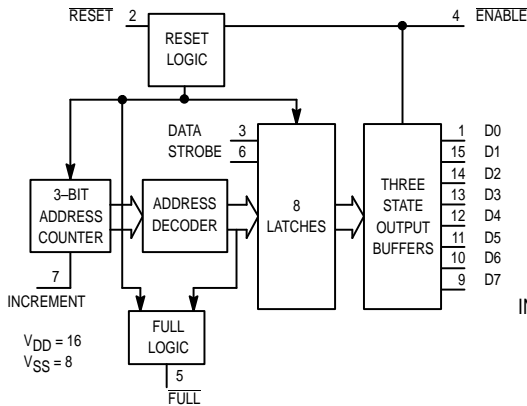 RESET 2
4 ENABLE
RESET
LOGIC
DATA 3
STROBE 6
3–BIT
ADDRESS
COUNTER
ADDRESS
DECODER
8
LATCHES
THREE
STATE
OUTPUT
BUFFERS
1 D0
15 D1
14 D2
13 D3
12 D4
11 D5
10 D6
9 D7
7
INCREMENT
VDD = 16
VSS = 8
FULL
LOGIC
5
FULL
IN